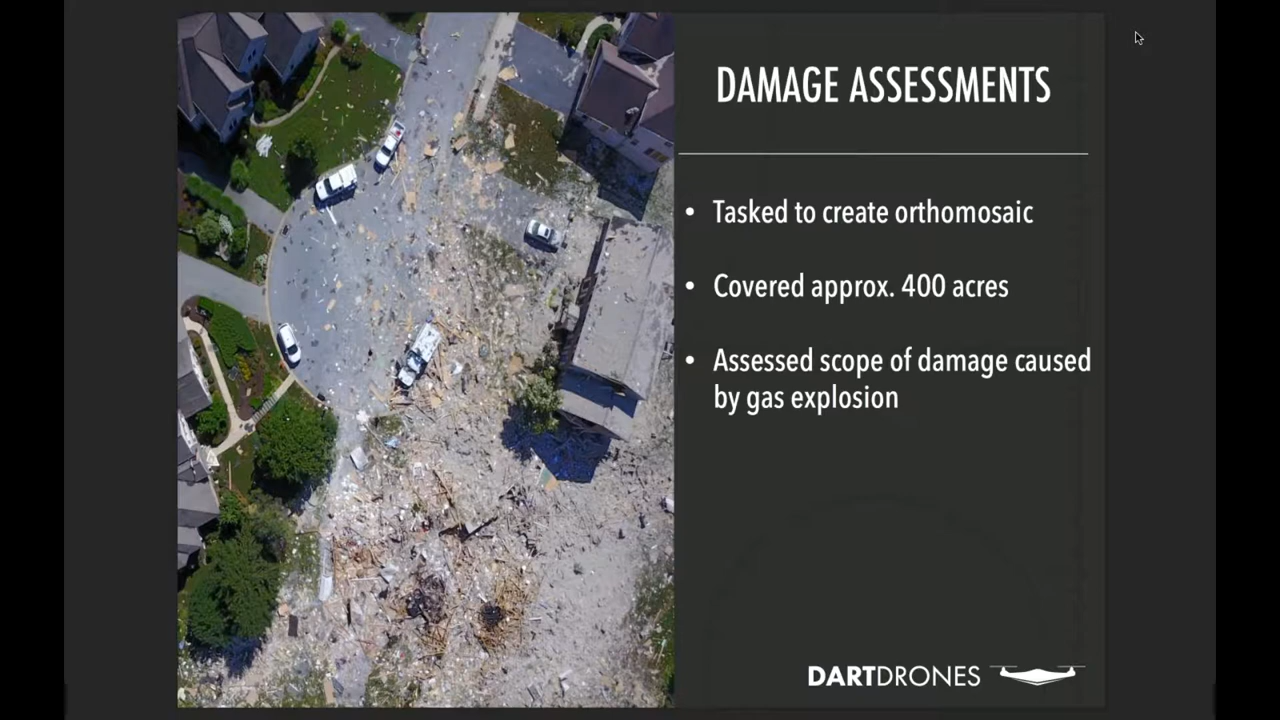 DAMAGE ASSESSMENTS
• Tasked to create orthomosaic
• Covered approx. 400 acres
• Assessed scope of damage caused
by gas explosion
DARTDRONES